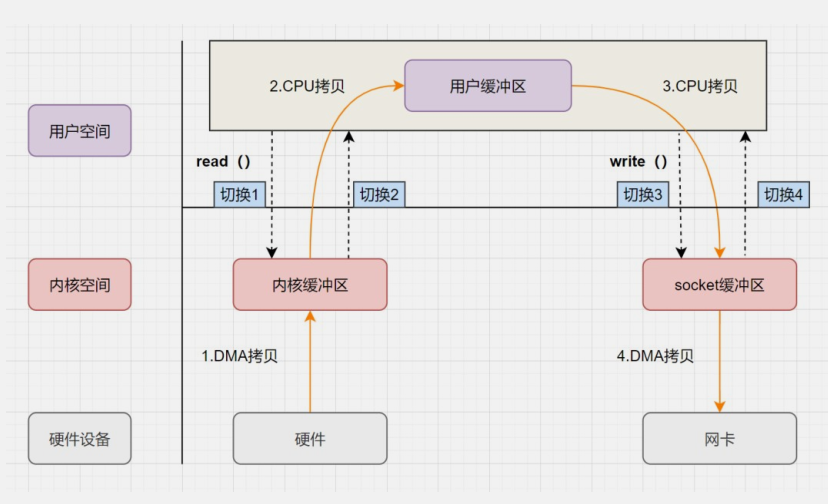 2.CPU拷贝
用户缓冲区
3.CPU拷贝
用户空间
read（）
write（）
切换1
切换2
切换3
切换4
内核空间
内核缓冲区
socket缓冲区
1.DMA拷贝
4.DMA拷贝
硬件设备
硬件
网卡